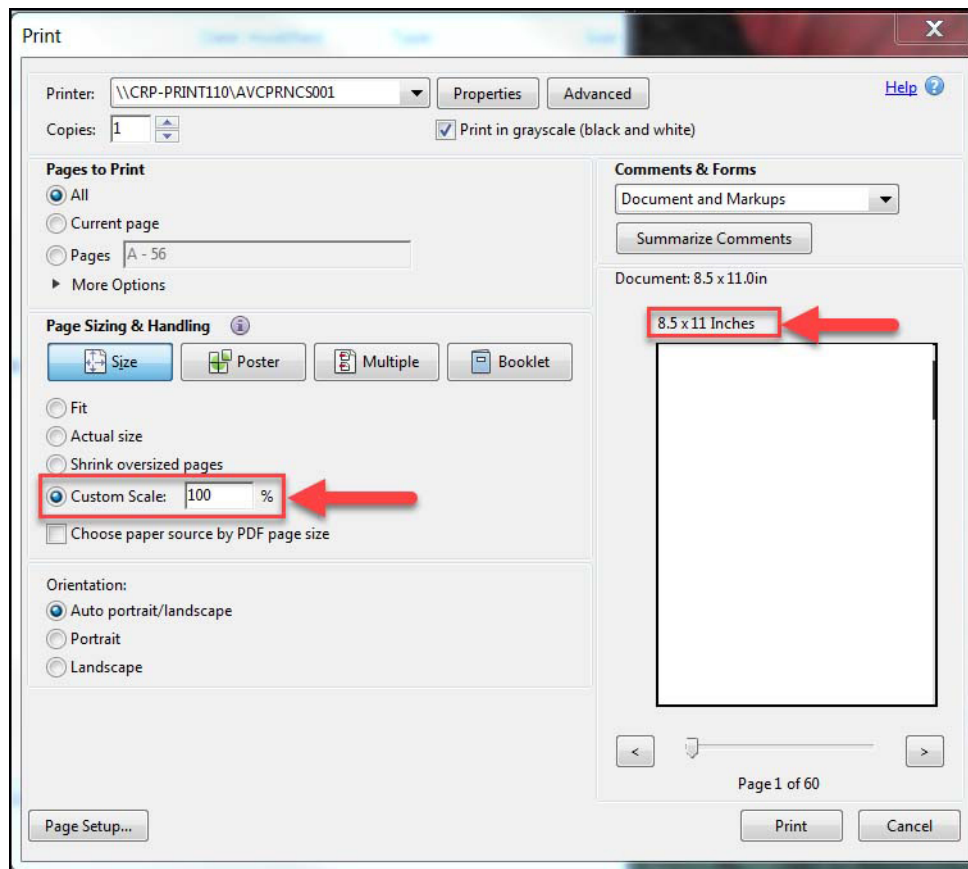 Print
Printer: \\CRP-PRINT110\AVCPRNCS001 Properties Advanced Help
Copies: 1 Print in grayscale (black and white)
Pages to Print
All
Current page
Pages A - 56
More Options
Page Sizing & Handling
Size Poster Multiple Booklet
Fit
Actual size
Shrink oversized pages
Custom Scale: 100 %
Choose paper source by PDF page size
Orientation:
Auto portrait/landscape
Portrait
Landscape
Comments & Forms
Document and Markups
Summarize Comments
Document: 8.5 x 11.0in
8.5 x 11 Inches
< >
Page 1 of 60
Page Setup... Print Cancel